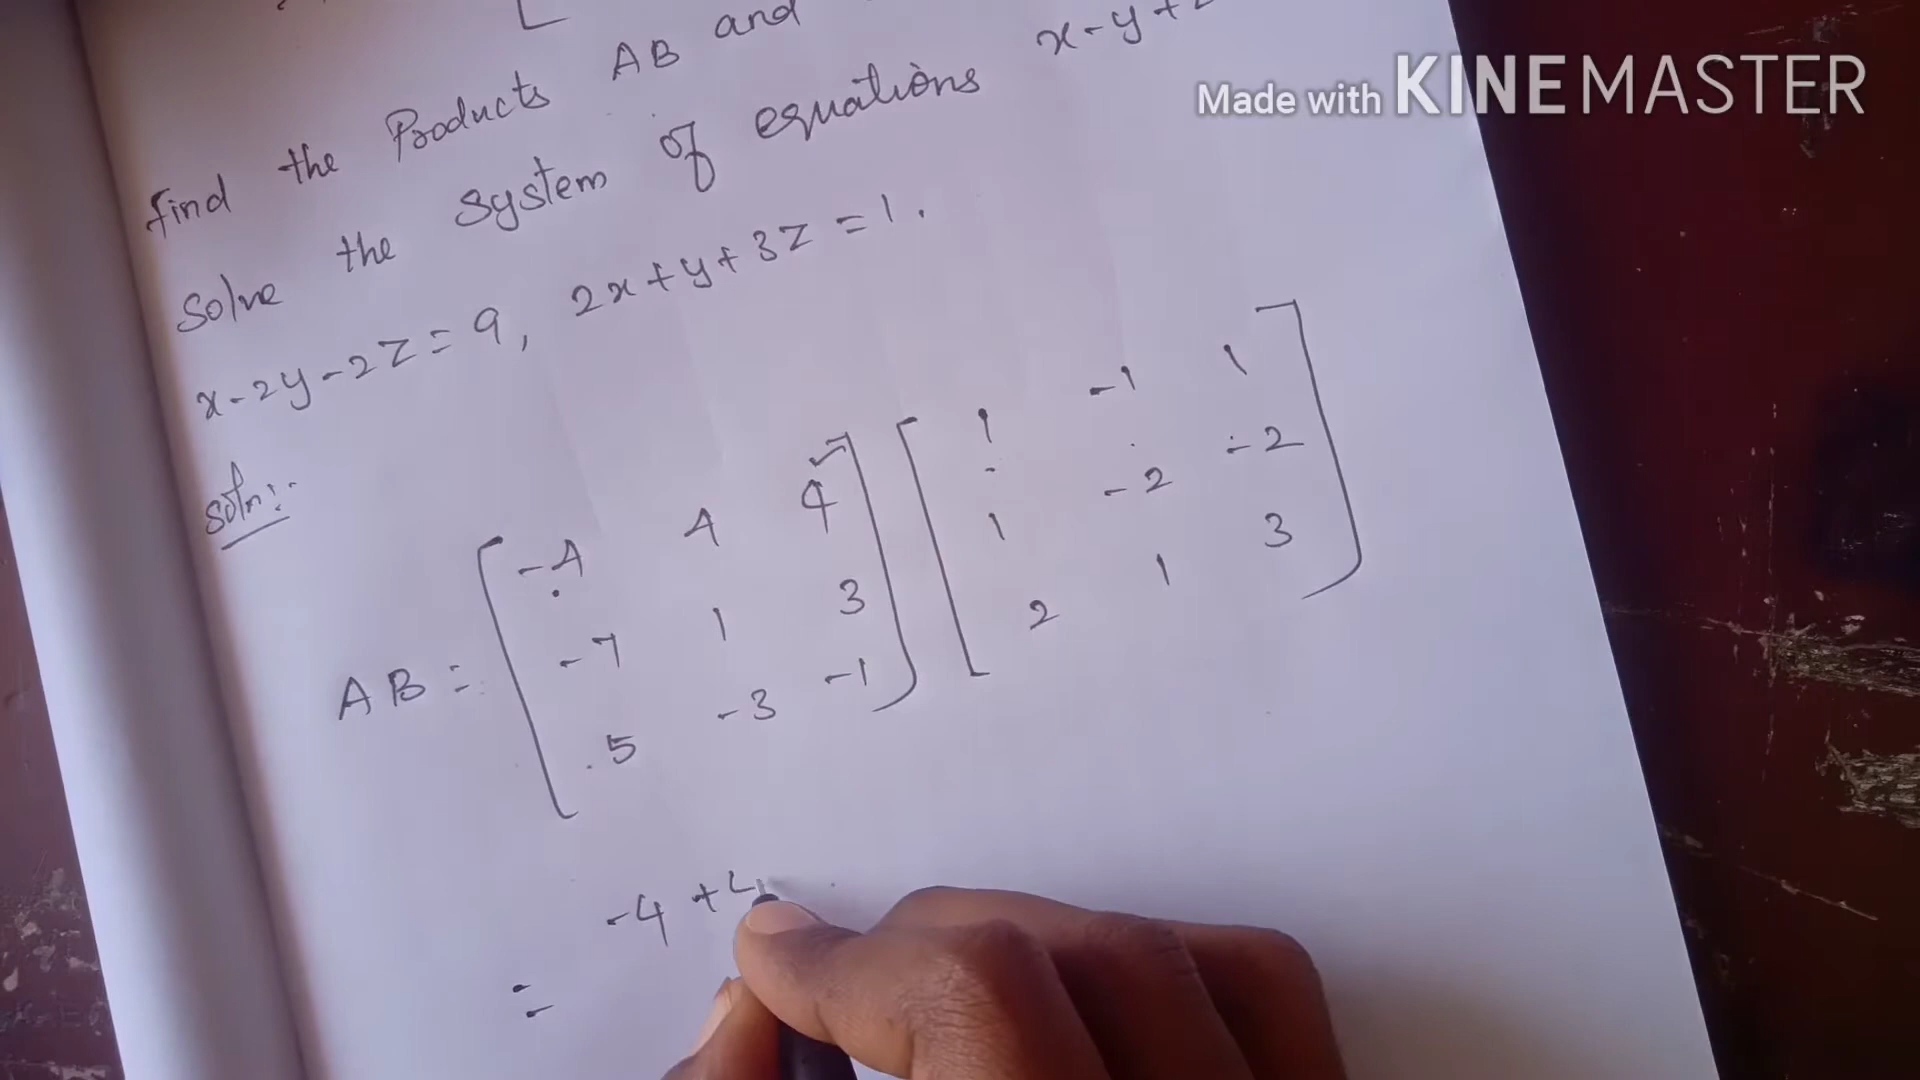 find the Products AB and
Solve the system of equations x-y+
x-2y-2z=9, 2x+y+3z=1.
Made with KINEMASTER
soln:-
AB = [ -4 4 4 ] [ 1 -1 1 ]
-7 1 3 1 -2 -2
5 -3 -1 2 1 3
= -4 +4